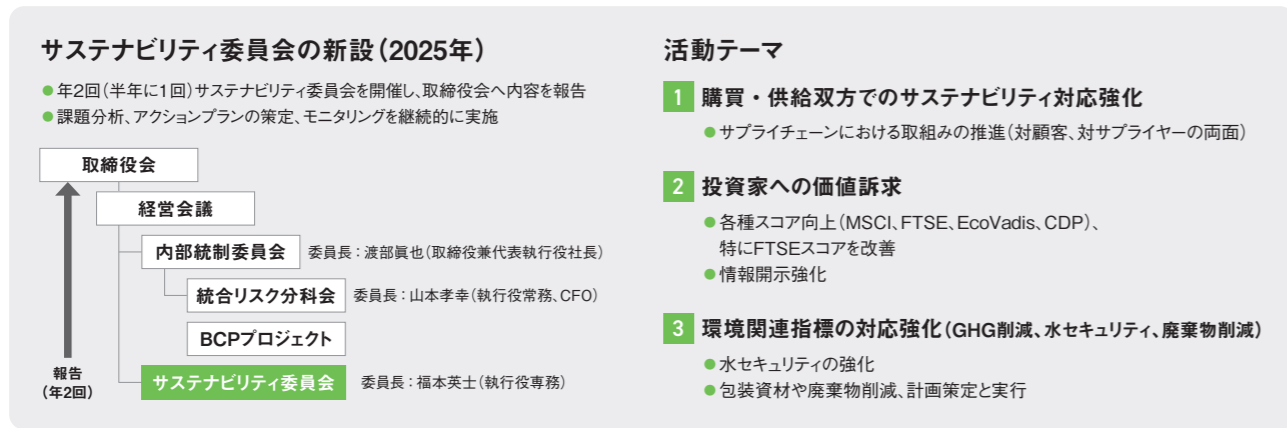 サステナビリティ委員会の新設（2025年）
● 年2回（半年に1回）サステナビリティ委員会を開催し、取締役会へ内容を報告
● 課題分析、アクションプランの策定、モニタリングを継続的に実施
取締役会
経営会議
内部統制委員会 委員長：渡部眞也（取締役兼代表執行役社長）
統合リスク分科会 委員長：山本孝幸（執行役常務、CFO）
BCPプロジェクト
サステナビリティ委員会 委員長：福本英士（執行役専務）
報告
（年2回）
活動テーマ
1 購買・供給双方でのサステナビリティ対応強化
● サプライチェーンにおける取組みの推進（対顧客、対サプライヤーの両面）
2 投資家への価値訴求
● 各種スコア向上（MSCI、FTSE、EcoVadis、CDP）、
特にFTSEスコアを改善
● 情報開示強化
3 環境関連指標の対応強化（GHG削減、水セキュリティ、廃棄物削減）
● 水セキュリティの強化
● 包装資材や廃棄物削減、計画策定と実行